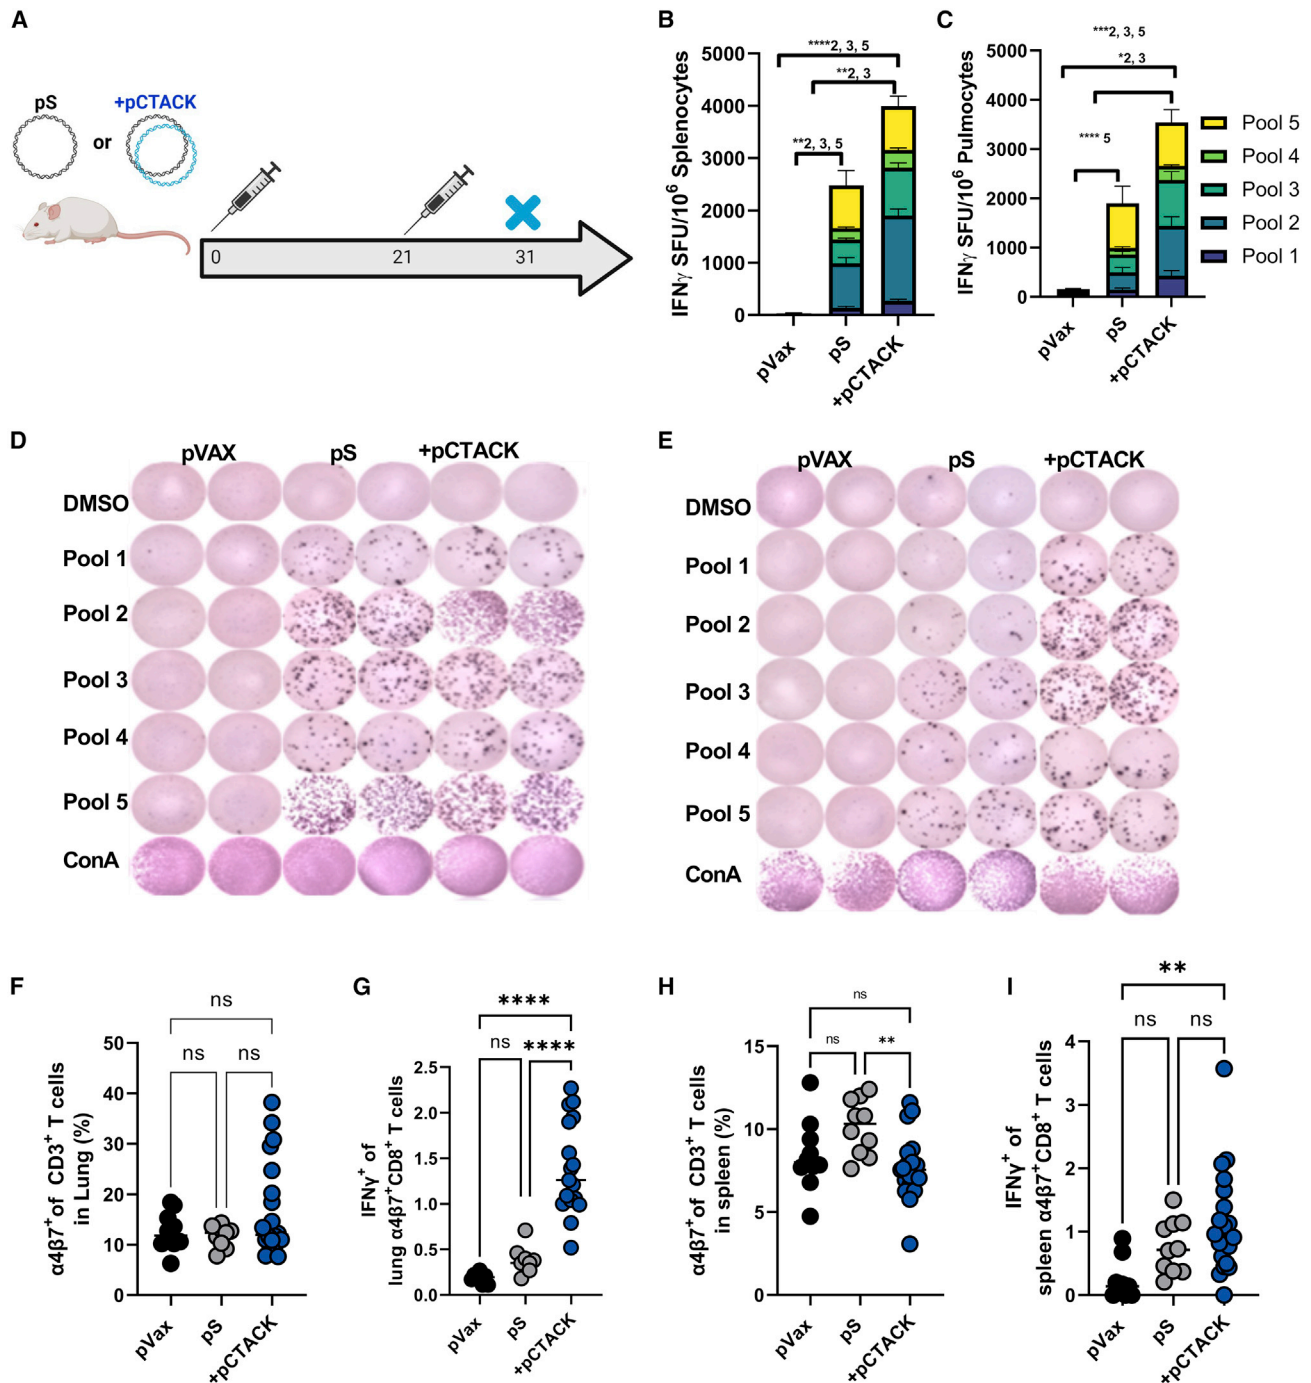 A
pS
or
+pCTACK
0
21
31
B
IFNγ SFU/10⁶ Splenocytes
5000
4000
3000
2000
1000
0
****2, 3, 5
**2, 3
**2, 3, 5
pVax
pS
+pCTACK
C
IFNγ SFU/10⁶ Pulmocytes
5000
4000
3000
2000
1000
0
***2, 3, 5
*2, 3
**** 5
pVax
pS
+pCTACK
Pool 5
Pool 4
Pool 3
Pool 2
Pool 1
D
pVAX
pS
+pCTACK
DMSO
Pool 1
Pool 2
Pool 3
Pool 4
Pool 5
ConA
E
pVAX
pS
+pCTACK
DMSO
Pool 1
Pool 2
Pool 3
Pool 4
Pool 5
ConA
F
α4β7⁺of CD3⁺ T cells
in Lung (%)
50
40
30
20
10
0
ns
ns
ns
pVax
pS
+pCTACK
G
IFNγ⁺ of
lung α4β7⁺CD8⁺ T cells
2.5
2.0
1.5
1.0
0.5
0.0
****
ns
****
pVax
pS
+pCTACK
H
α4β7⁺of CD3⁺ T cells
in spleen (%)
15
10
5
0
ns
ns
**
pVax
pS
+pCTACK
I
IFNγ⁺ of
spleen α4β7⁺CD8⁺ T cells
4
3
2
1
0
**
ns
ns
pVax
pS
+pCTACK